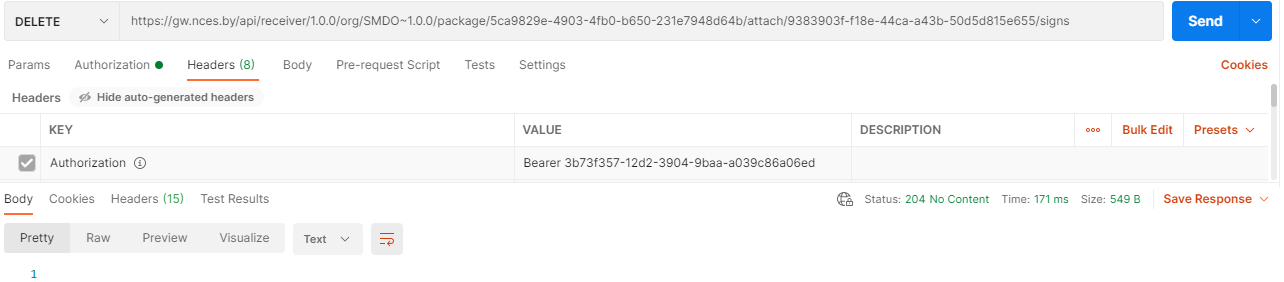 DELETE https://gw.nces.by/api/receiver/1.0.0/org/SMDO~1.0.0/package/5ca9829e-4903-4fb0-b650-231e7948d64b/attach/9383903f-f18e-44ca-a43b-50d5d815e655/signs Send
Params Authorization Headers (8) Body Pre-request Script Tests Settings Cookies
Headers Hide auto-generated headers
KEY VALUE DESCRIPTION Bulk Edit Presets
Authorization Bearer 3b73f357-12d2-3904-9baa-a039c86a06ed
Body Cookies Headers (15) Test Results Status: 204 No Content Time: 171 ms Size: 549 B Save Response
Pretty Raw Preview Visualize Text
1